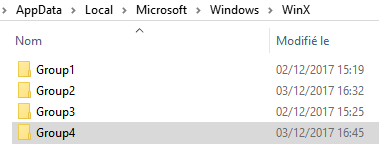 AppData > Local > Microsoft > Windows > WinX
Nom Modifié le
Group1 02/12/2017 15:19
Group2 03/12/2017 16:32
Group3 02/12/2017 15:25
Group4 03/12/2017 16:45